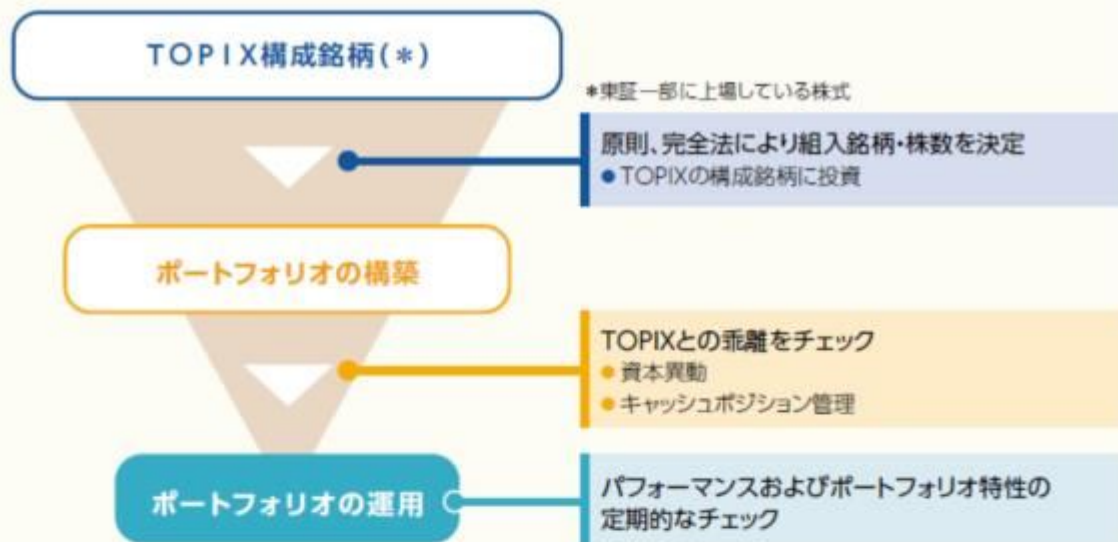 TOPIX構成銘柄(*)
*東証一部に上場している株式
原則、完全法により組入銘柄・株数を決定
● TOPIXの構成銘柄に投資
ポートフォリオの構築
TOPIXとの乖離をチェック
● 資本異動
● キャッシュポジション管理
ポートフォリオの運用
パフォーマンスおよびポートフォリオ特性の
定期的なチェック